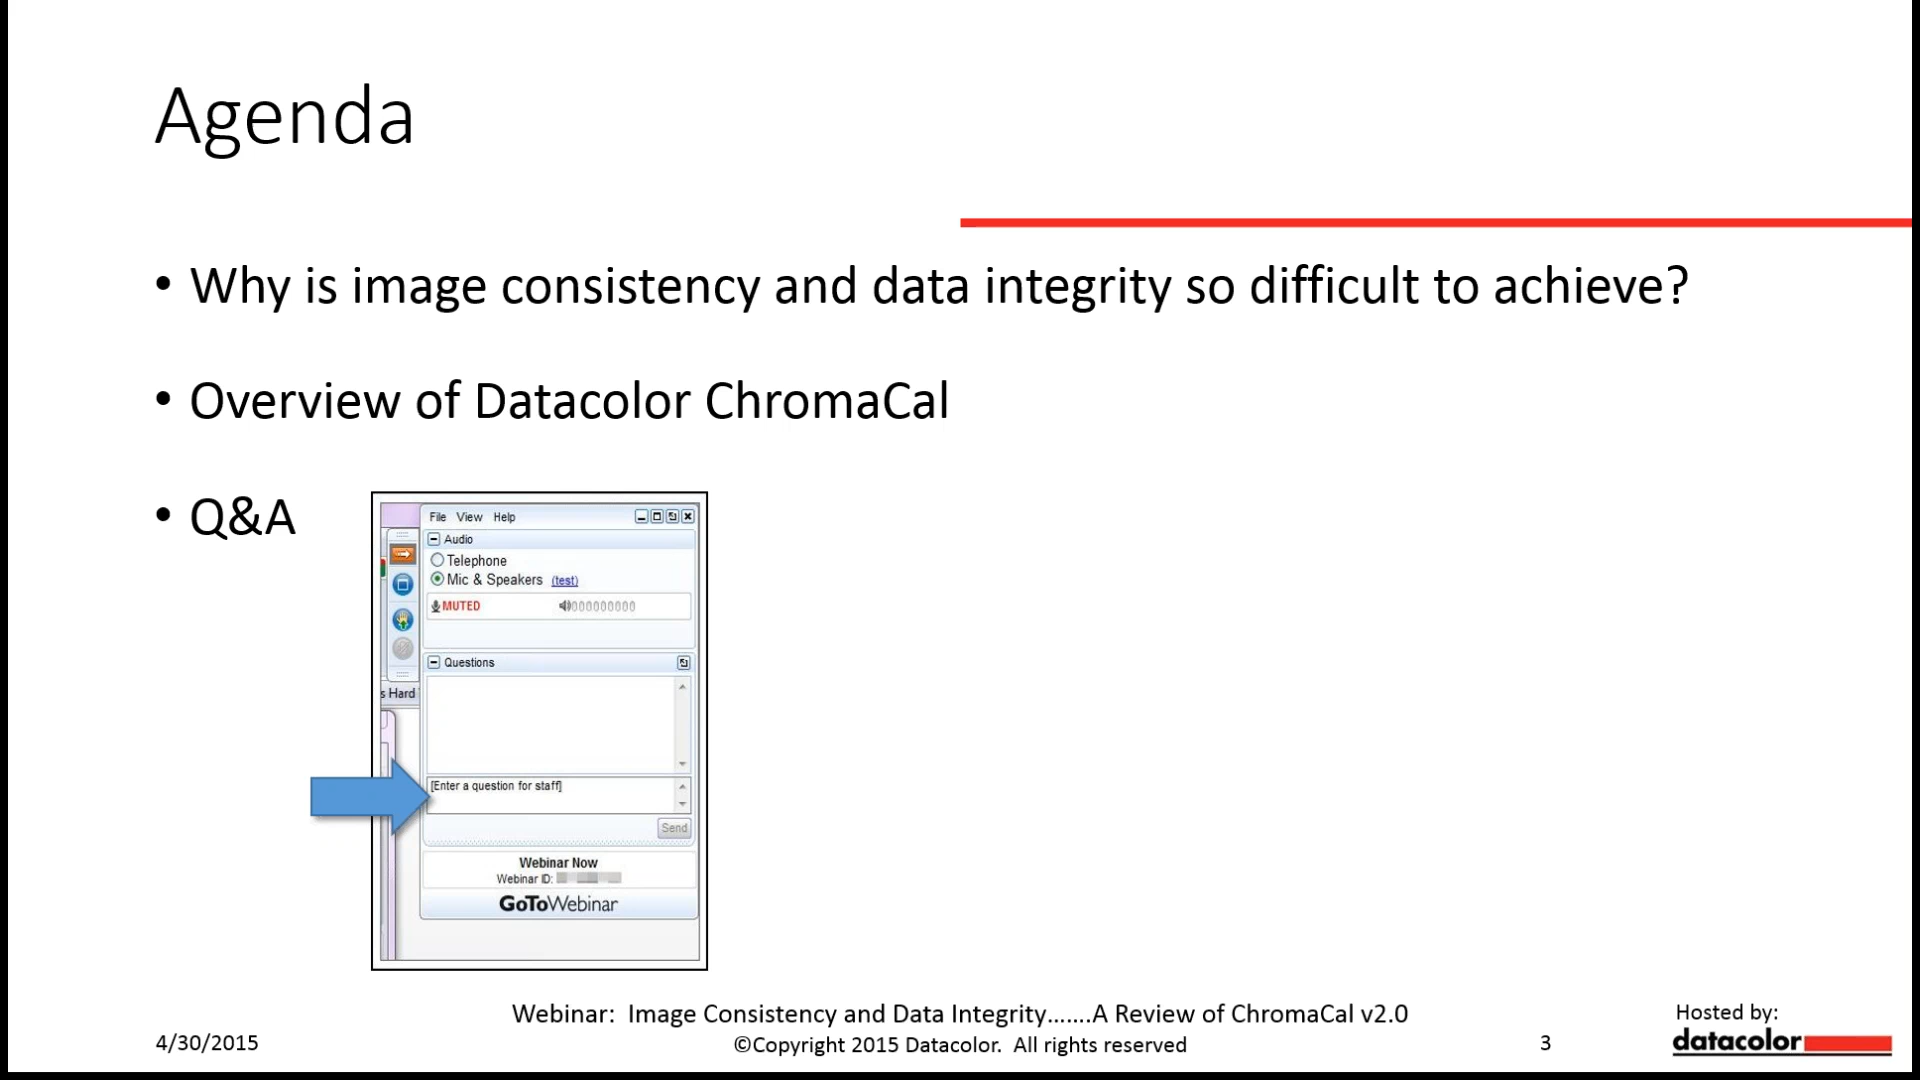 Agenda
• Why is image consistency and data integrity so difficult to achieve?
• Overview of Datacolor ChromaCal
• Q&A
File View Help
Audio
Telephone
Mic & Speakers (test)
MUTED
Questions
s Hard
[Enter a question for staff]
Send
Webinar Now
Webinar ID:
GoToWebinar
Webinar: Image Consistency and Data Integrity…….A Review of ChromaCal v2.0
©Copyright 2015 Datacolor. All rights reserved
4/30/2015
3
Hosted by:
datacolor